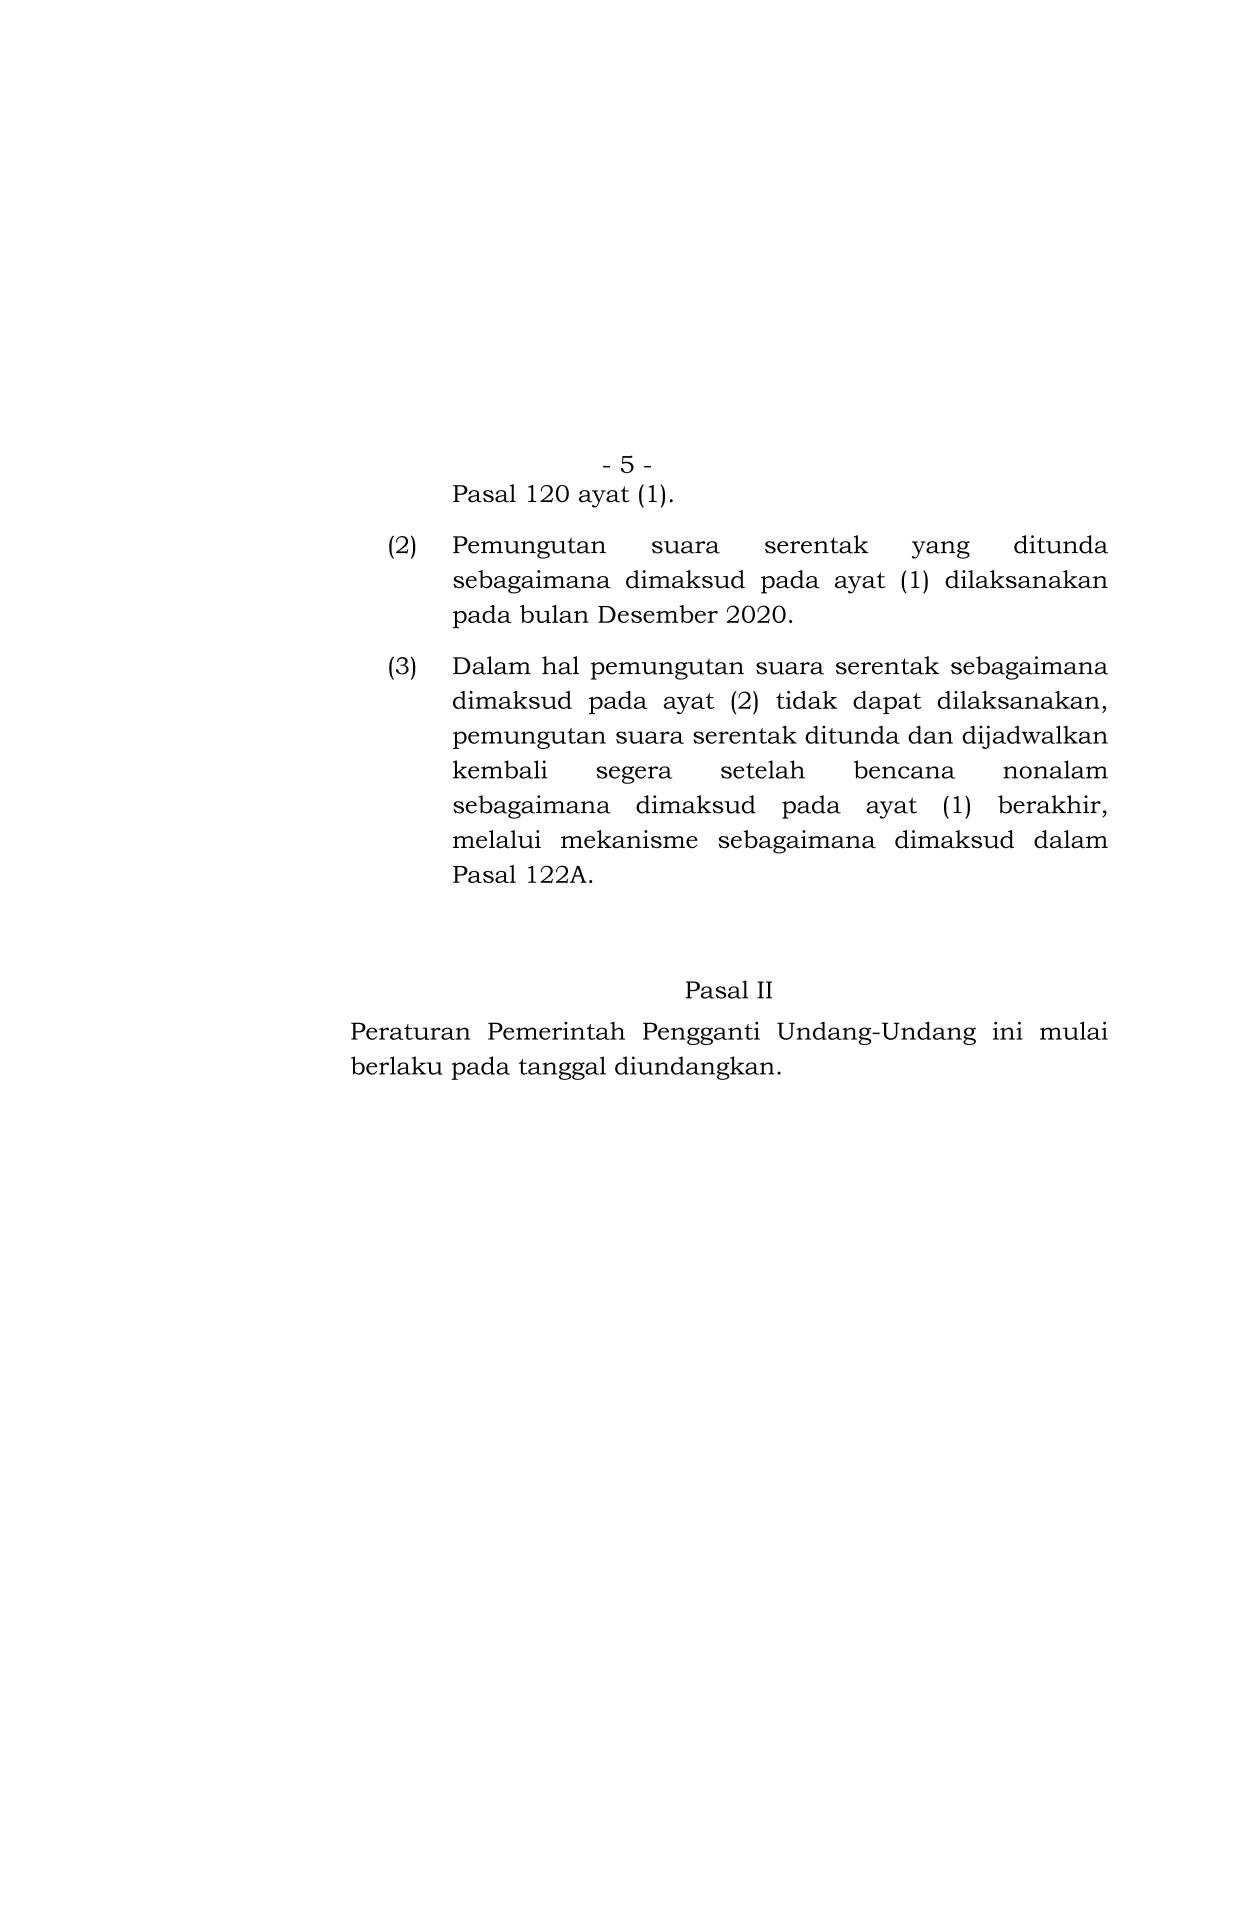 - 5 -
Pasal 120 ayat (1).
(2) Pemungutan suara serentak yang ditunda
sebagaimana dimaksud pada ayat (1) dilaksanakan
pada bulan Desember 2020.
(3) Dalam hal pemungutan suara serentak sebagaimana
dimaksud pada ayat (2) tidak dapat dilaksanakan,
pemungutan suara serentak ditunda dan dijadwalkan
kembali segera setelah bencana nonalam
sebagaimana dimaksud pada ayat (1) berakhir,
melalui mekanisme sebagaimana dimaksud dalam
Pasal 122A.
Pasal II
Peraturan Pemerintah Pengganti Undang-Undang ini mulai
berlaku pada tanggal diundangkan.